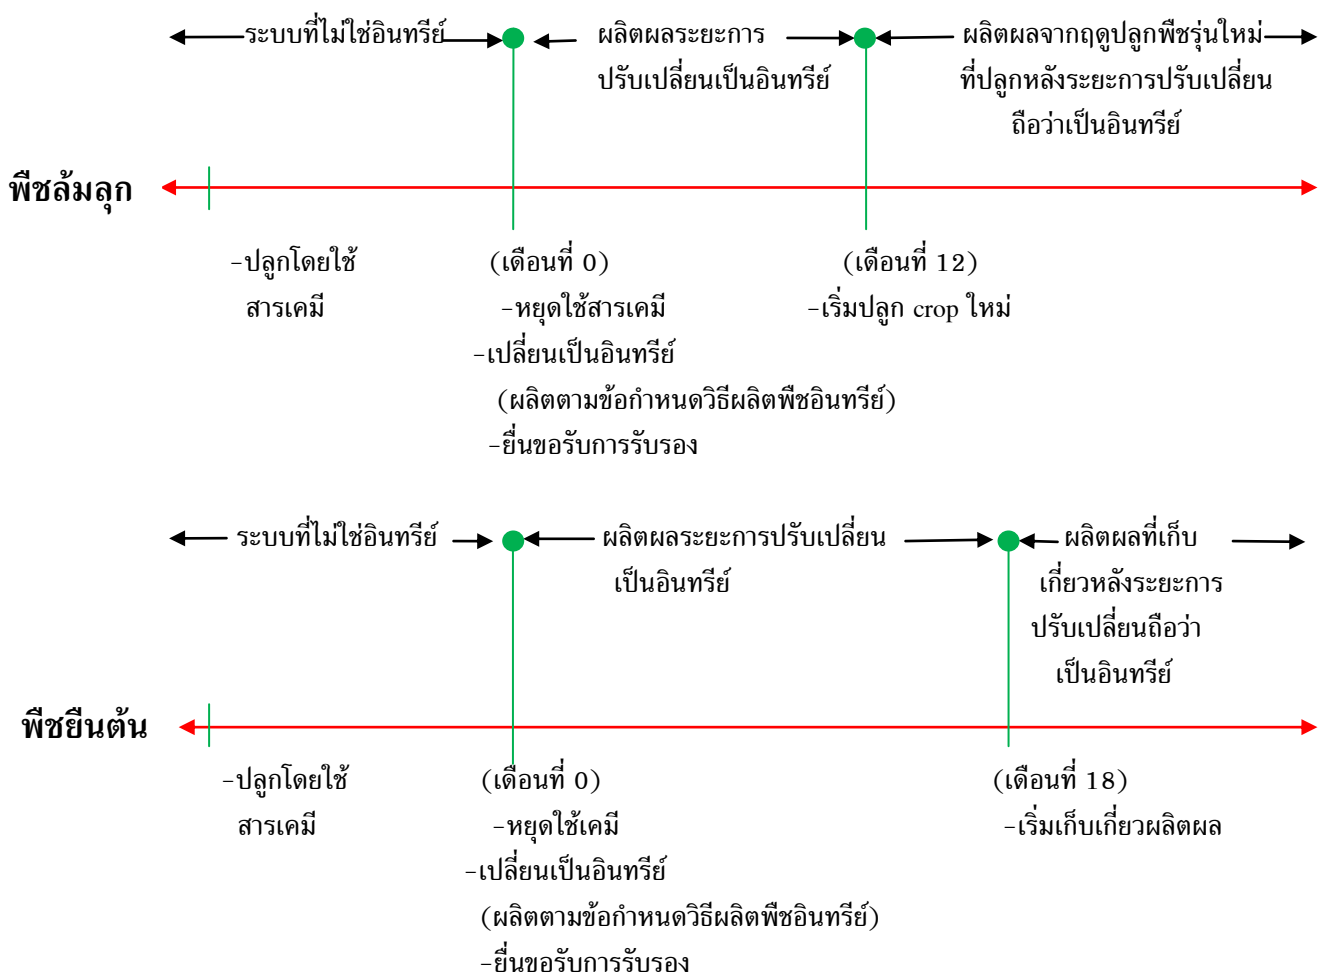 ระบบที่ไม่ใช่อินทรีย์
ผลิตผลระยะการ
ปรับเปลี่ยนเป็นอินทรีย์
ผลิตผลจากฤดูปลูกพืชรุ่นใหม่
ที่ปลูกหลังระยะการปรับเปลี่ยน
ถือว่าเป็นอินทรีย์
พืชล้มลุก
-ปลูกโดยใช้
สารเคมี
(เดือนที่ 0)
-หยุดใช้สารเคมี
-เปลี่ยนเป็นอินทรีย์
(ผลิตตามข้อกำหนดวิธีผลิตพืชอินทรีย์)
-ยื่นขอรับการรับรอง
(เดือนที่ 12)
-เริ่มปลูก crop ใหม่
ระบบที่ไม่ใช่อินทรีย์
ผลิตผลระยะการปรับเปลี่ยน
เป็นอินทรีย์
ผลิตผลที่เก็บ
เกี่ยวหลังระยะการ
ปรับเปลี่ยนถือว่า
เป็นอินทรีย์
พืชยืนต้น
-ปลูกโดยใช้
สารเคมี
(เดือนที่ 0)
-หยุดใช้เคมี
-เปลี่ยนเป็นอินทรีย์
(ผลิตตามข้อกำหนดวิธีผลิตพืชอินทรีย์)
-ยื่นขอรับการรับรอง
(เดือนที่ 18)
-เริ่มเก็บเกี่ยวผลิตผล